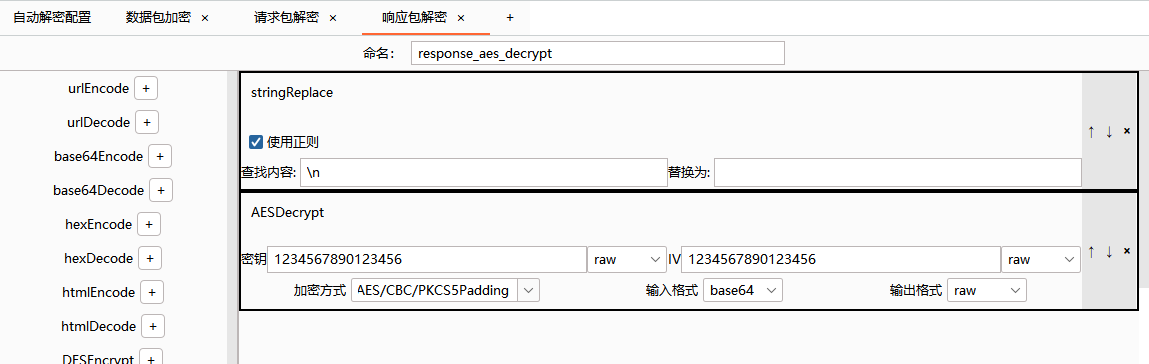 自动解密配置 数据包加密 × 请求包解密 × 响应包解密 × +
命名： response_aes_decrypt
urlEncode +
urlDecode +
base64Encode +
base64Decode +
hexEncode +
hexDecode +
htmlEncode +
htmlDecode +
DESEncrypt +
stringReplace
使用正则
查找内容: \n 替换为:
↑ ↓ ×
AESDecrypt
密钥 1234567890123456 raw IV 1234567890123456 raw
加密方式 AES/CBC/PKCS5Padding 输入格式 base64 输出格式 raw
↑ ↓ ×